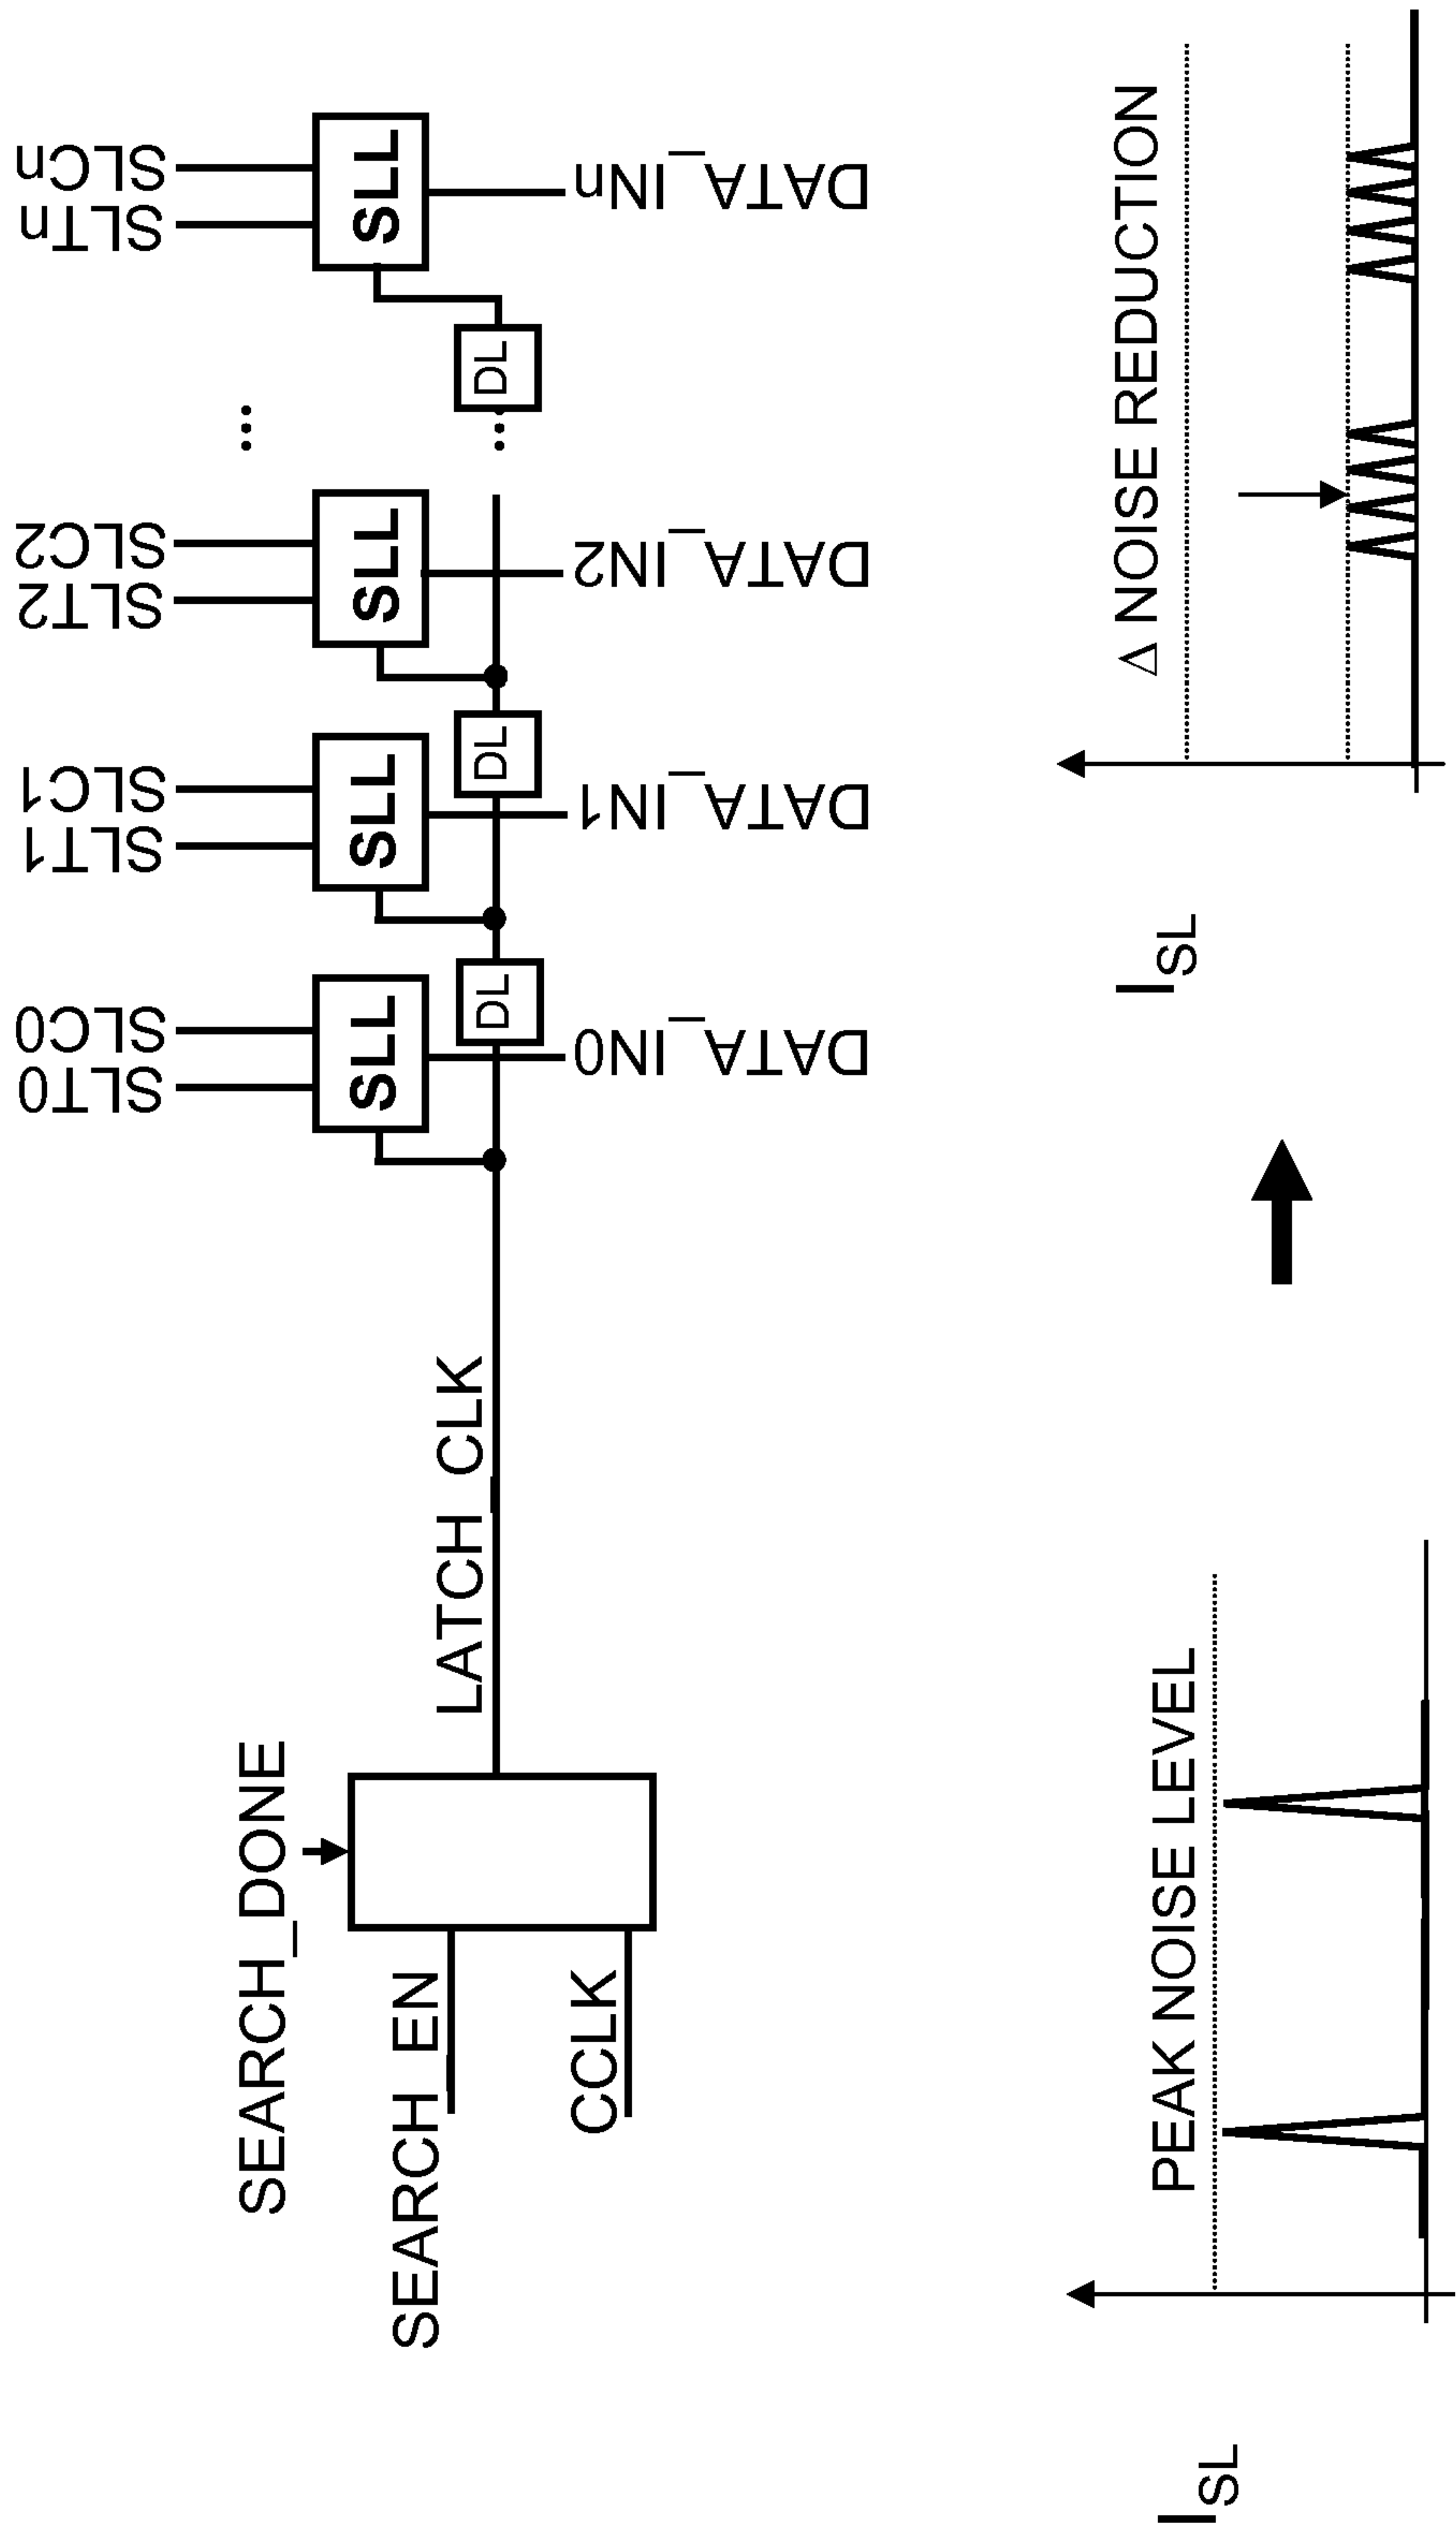 SLT0
SLC0
SLT1
SLC1
SLT2
SLC2
SLTn
SLCn
...
SEARCH_DONE
SLL
SLL
SLL
SLL
SEARCH_EN
LATCH_CLK
DL
DL
...
DL
CCLK
DATA_IN0
DATA_IN1
DATA_IN2
DATA_INn
ISL
PEAK NOISE LEVEL
ISL
Δ NOISE REDUCTION